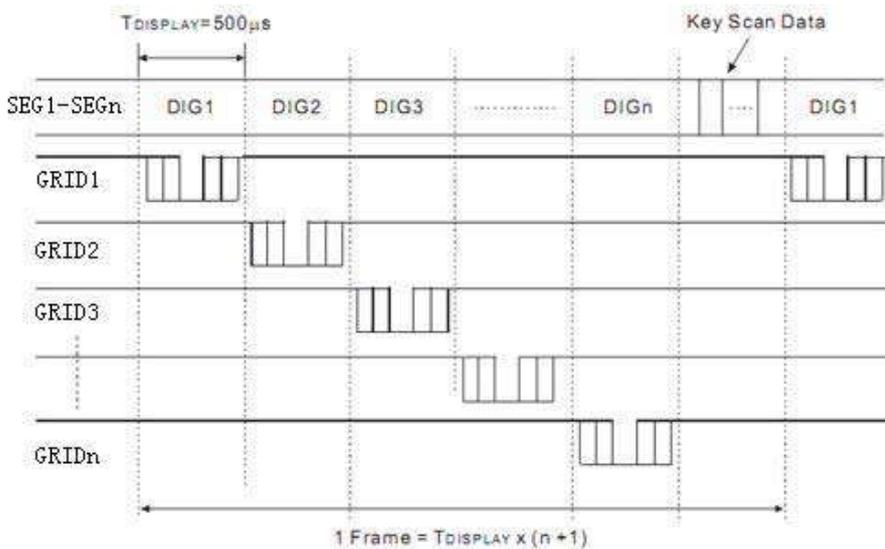 TDISPLAY=500μs
Key Scan Data
SEG1-SEGn DIG1 DIG2 DIG3 ............ DIGn .... DIG1
GRID1
GRID2
GRID3
GRIDn
1 Frame = TDISPLAY x (n +1)